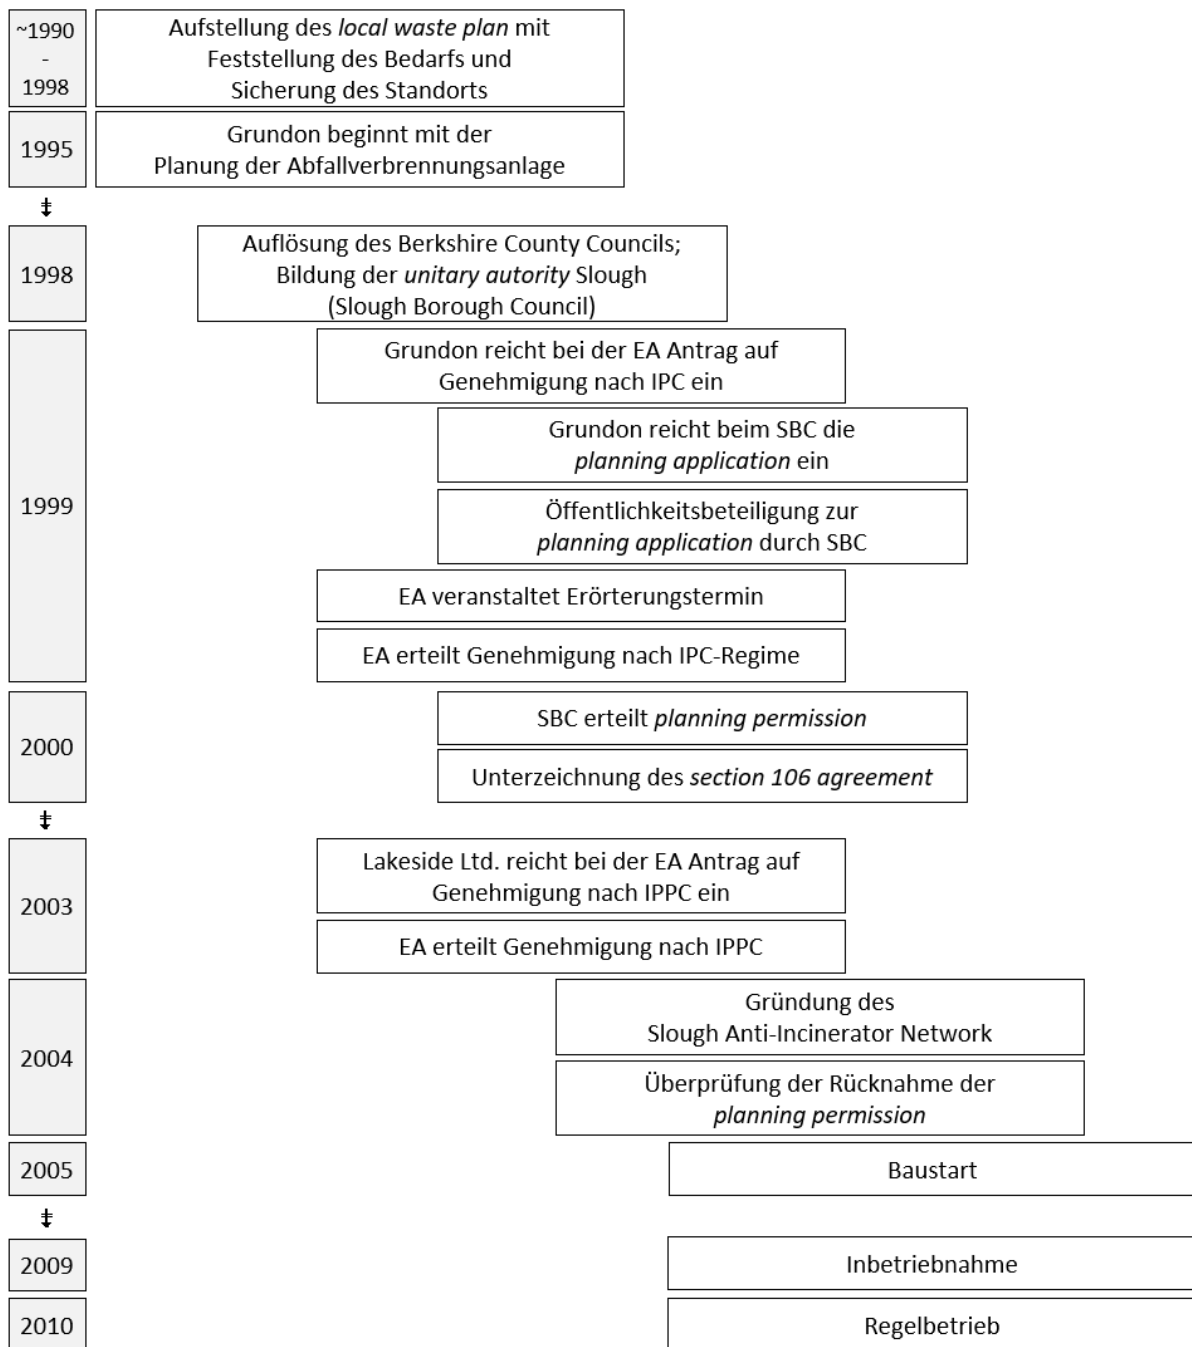 ~1990
-
1998
Aufstellung des local waste plan mit
Feststellung des Bedarfs und
Sicherung des Standorts
1995
Grundon beginnt mit der
Planung der Abfallverbrennungsanlage
1998
Auflösung des Berkshire County Councils;
Bildung der unitary autority Slough
(Slough Borough Council)
1999
Grundon reicht bei der EA Antrag auf
Genehmigung nach IPC ein
Grundon reicht beim SBC die
planning application ein
Öffentlichkeitsbeteiligung zur
planning application durch SBC
EA veranstaltet Erörterungstermin
EA erteilt Genehmigung nach IPC-Regime
2000
SBC erteilt planning permission
Unterzeichnung des section 106 agreement
2003
Lakeside Ltd. reicht bei der EA Antrag auf
Genehmigung nach IPPC ein
EA erteilt Genehmigung nach IPPC
2004
Gründung des
Slough Anti-Incinerator Network
Überprüfung der Rücknahme der
planning permission
2005
Baustart
2009
Inbetriebnahme
2010
Regelbetrieb